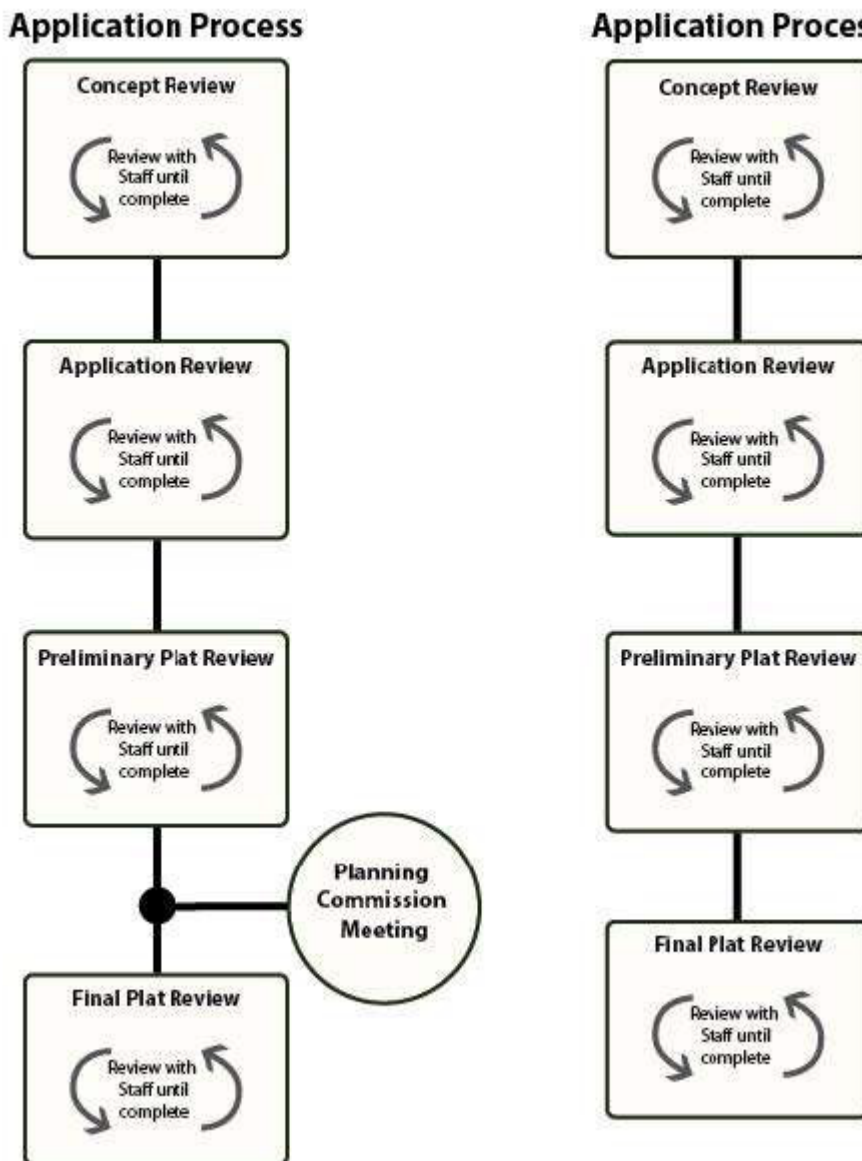 Application Process
Concept Review
Review with
Staff until
complete
Application Review
Review with
Staff until
complete
Preliminary Plat Review
Review with
Staff until
complete
Planning
Commission
Meeting
Final Plat Review
Review with
Staff until
complete
Application Proces
Concept Review
Review with
Staff until
complete
Application Review
Review with
Staff until
complete
Preliminary Plat Review
Review with
Staff until
complete
Final Plat Review
Review with
Staff until
complete